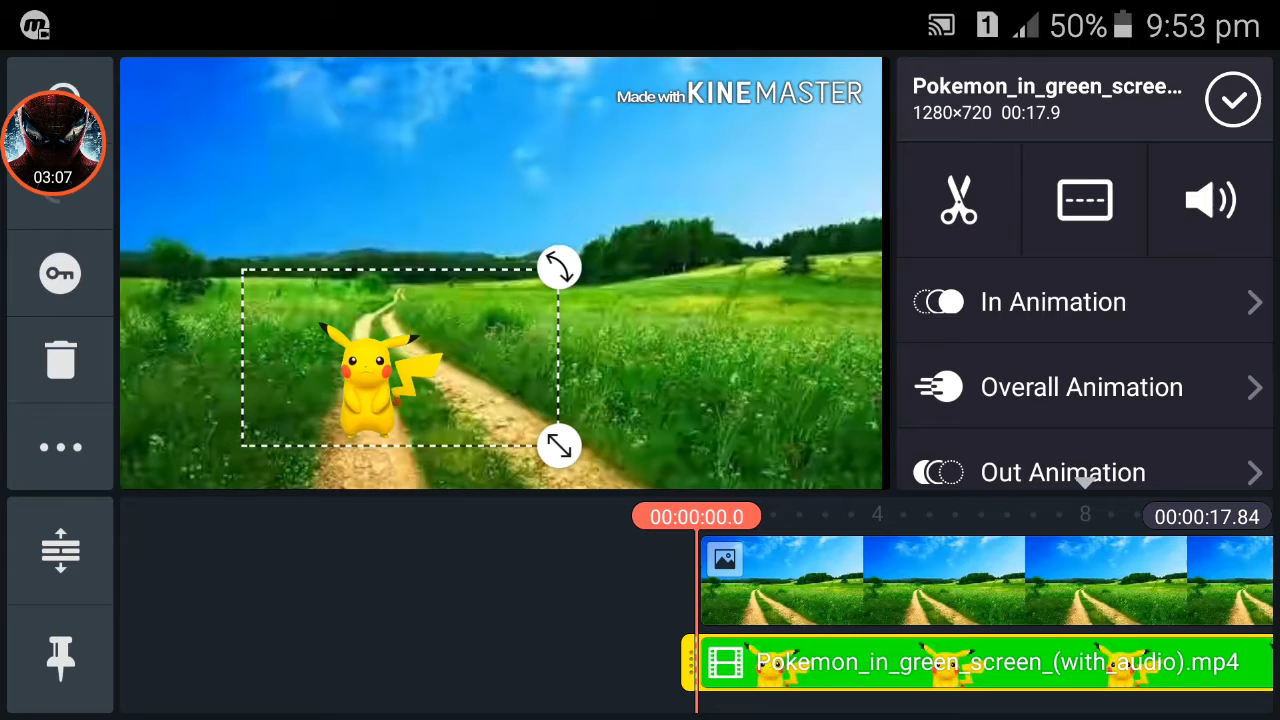 1 50% 9:53 pm
03:07
Made with KINEMASTER
Pokemon_in_green_scree...
1280×720 00:17.9
In Animation
Overall Animation
Out Animation
00:00:00.0 4 8 00:00:17.84
Pokemon_in_green_screen_(with_audio).mp4